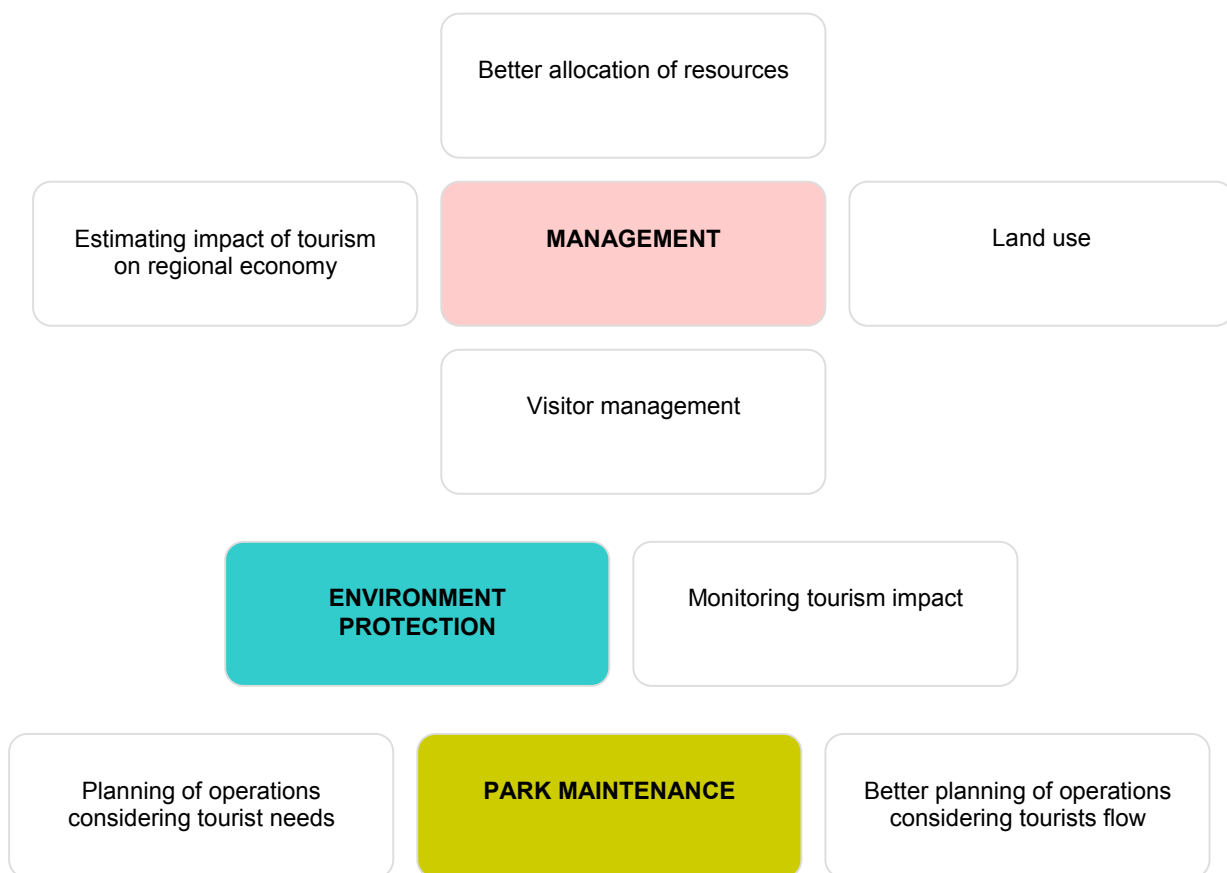 Better allocation of resources
Estimating impact of tourism
on regional economy
MANAGEMENT
Land use
Visitor management
ENVIRONMENT
PROTECTION
Monitoring tourism impact
Planning of operations
considering tourist needs
PARK MAINTENANCE
Better planning of operations
considering tourists flow